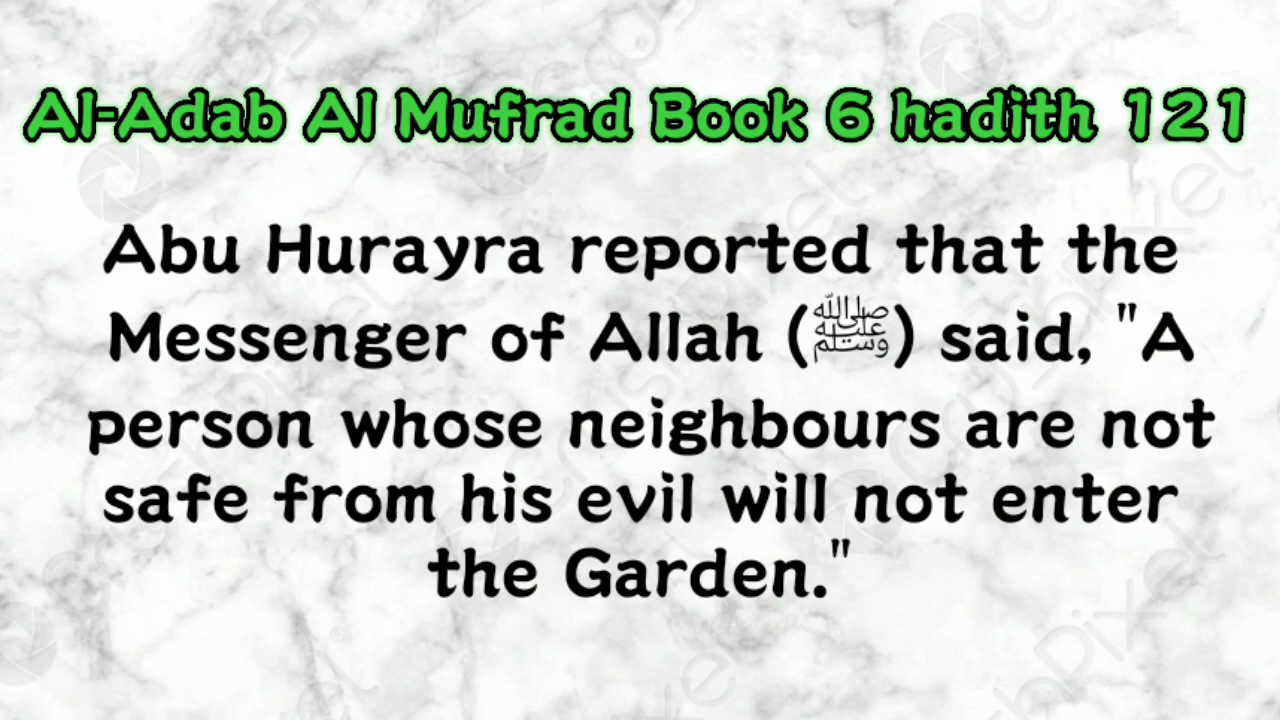 Al-Adab Al Mufrad Book 6 hadith 121
Abu Hurayra reported that the
Messenger of Allah (ﷺ) said, "A
person whose neighbours are not
safe from his evil will not enter
the Garden."